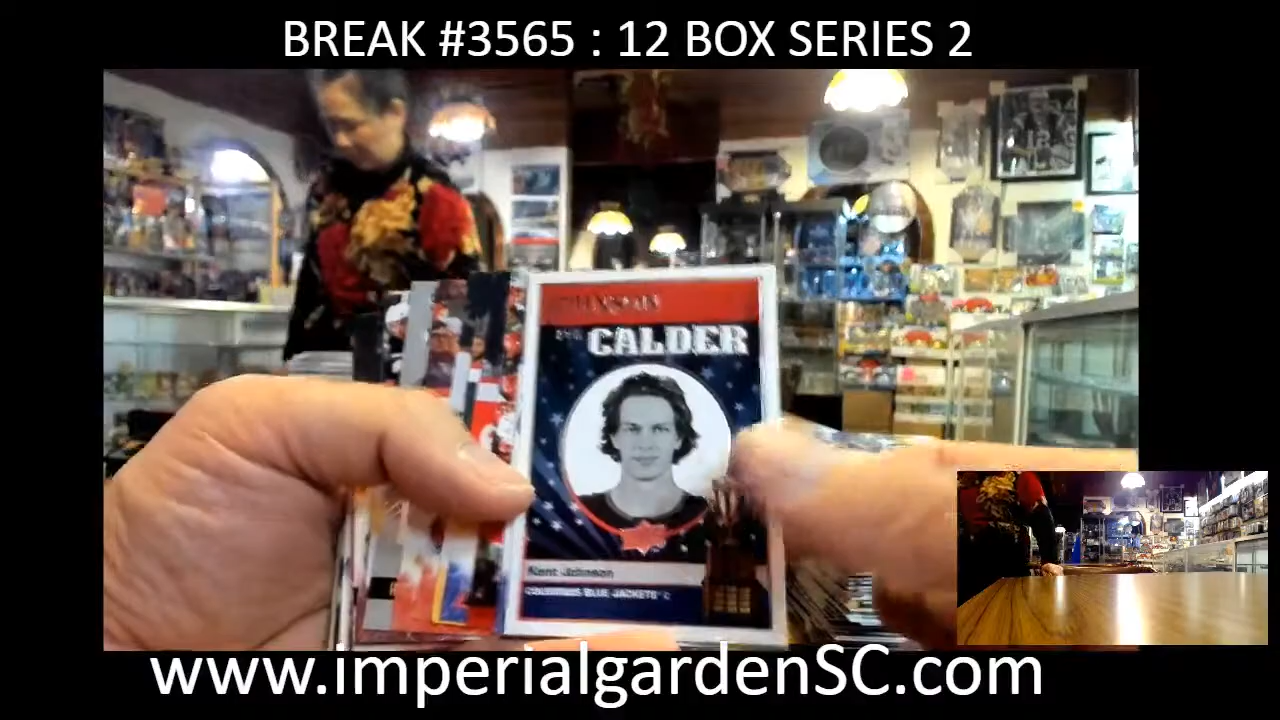 BREAK #3565 : 12 BOX SERIES 2
CALDER
Kent Johnson
COLUMBUS BLUE JACKETS
www.imperialgardenSC.com